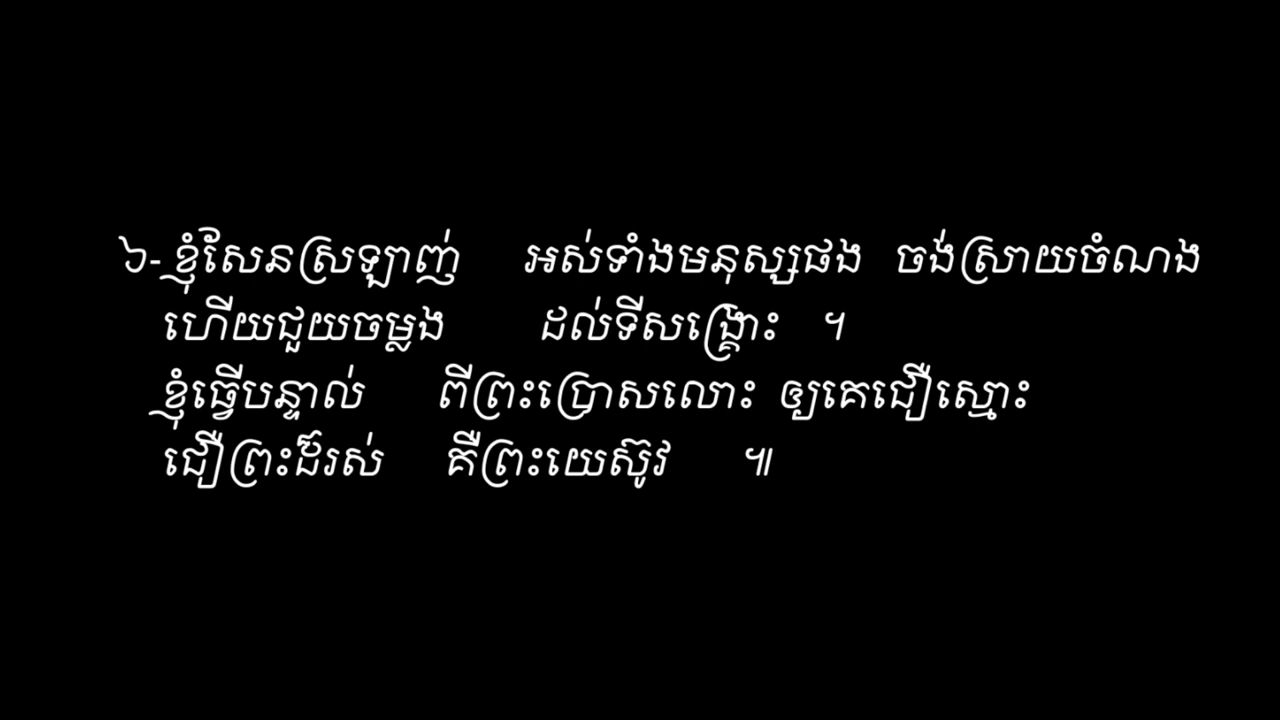 ៦- ខ្ញុំសែនស្រឡាញ់ អស់ទាំងមនុស្សផង ចង់ស្រាយចំណង
ហើយជួយចម្លង ដល់ទីសង្គ្រោះ ។
ខ្ញុំធ្វើបន្ទាល់ ពីព្រះប្រោសលោះ ឲ្យគេជឿស្មោះ
ជឿព្រះដ៏រស់ គឺព្រះយេស៊ូវ ៕